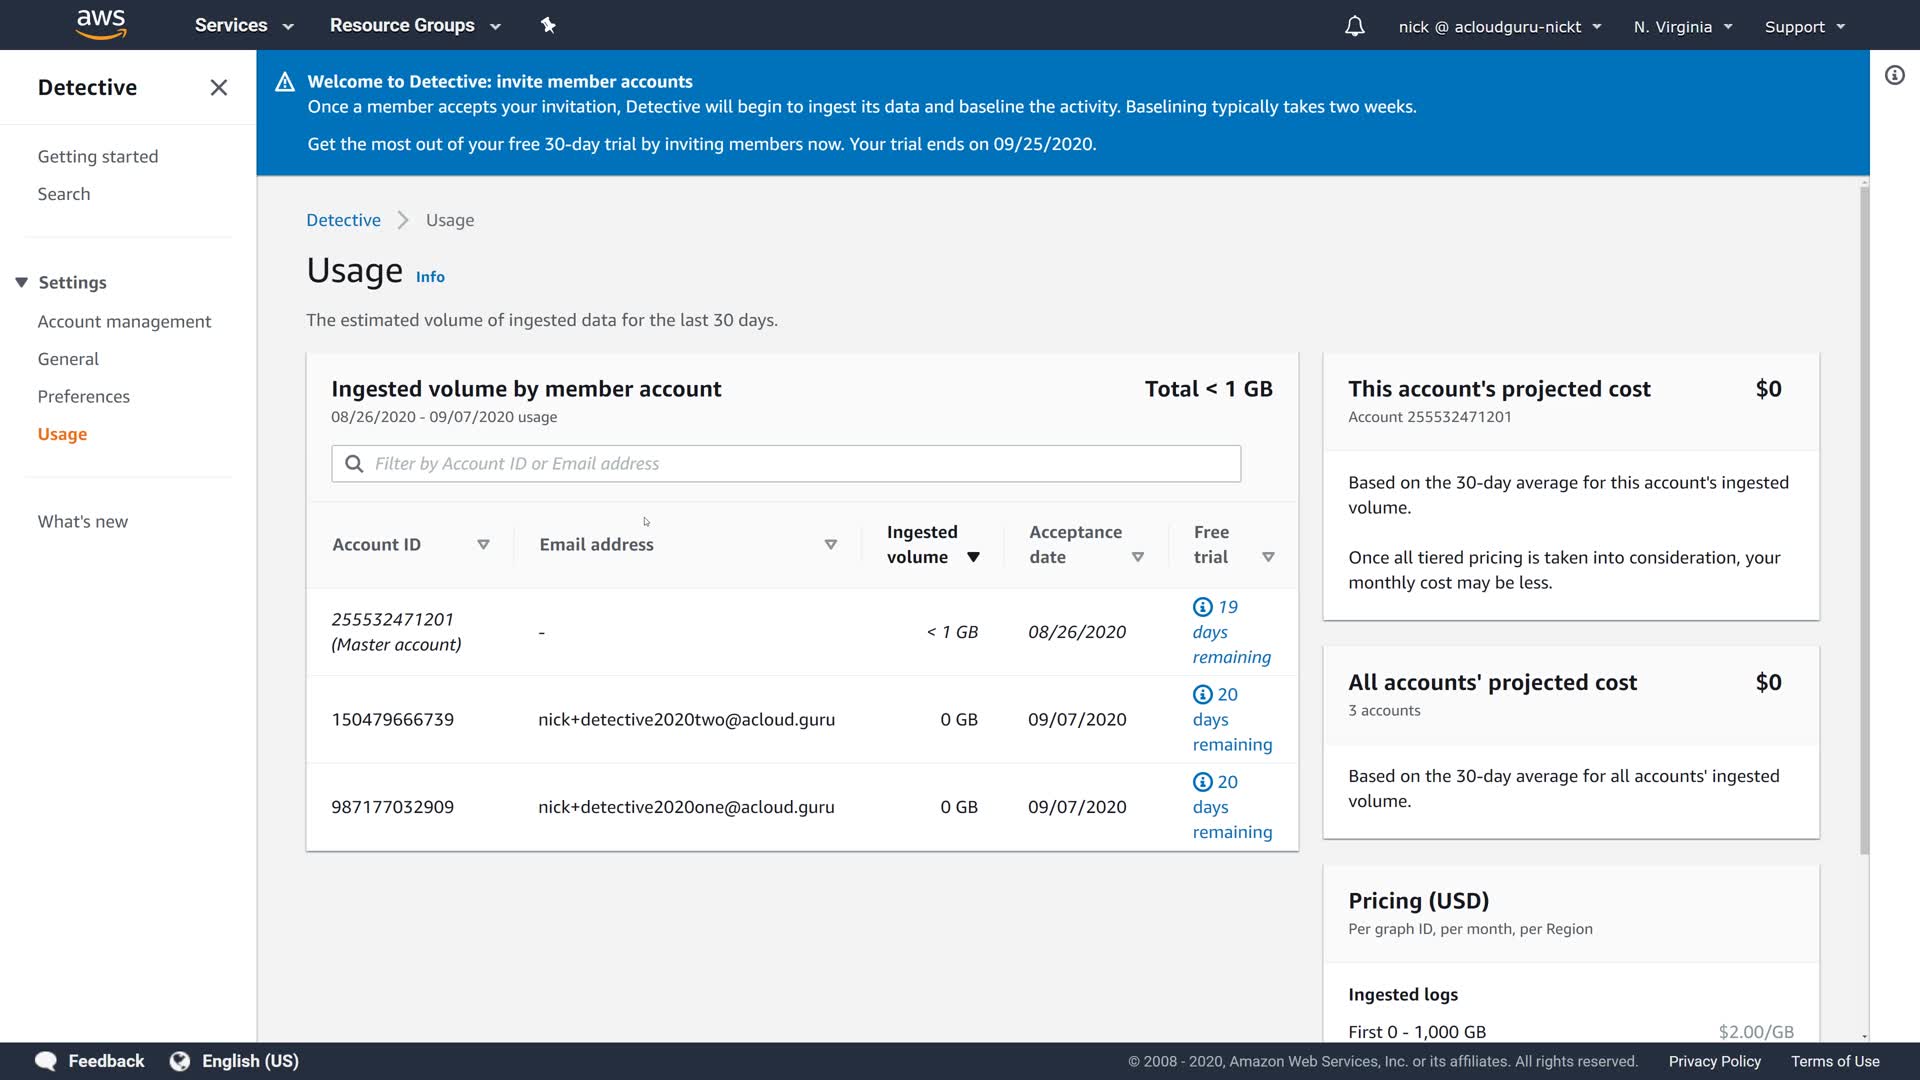 aws
Services
Resource Groups
nick @ acloudguru-nickt
N. Virginia
Support
Detective
Getting started
Search
Settings
Account management
General
Preferences
Usage
What's new
Welcome to Detective: invite member accounts
Once a member accepts your invitation, Detective will begin to ingest its data and baseline the activity. Baselining typically takes two weeks.
Get the most out of your free 30-day trial by inviting members now. Your trial ends on 09/25/2020.
Detective
Usage
Usage Info
The estimated volume of ingested data for the last 30 days.
Ingested volume by member account
Total < 1 GB
08/26/2020 - 09/07/2020 usage
Filter by Account ID or Email address
Account ID
Email address
Ingested
volume
Acceptance
date
Free
trial
255532471201
(Master account)
-
< 1 GB
08/26/2020
19
days
remaining
150479666739
nick+detective2020two@acloud.guru
0 GB
09/07/2020
20
days
remaining
987177032909
nick+detective2020one@acloud.guru
0 GB
09/07/2020
20
days
remaining
This account's projected cost
$0
Account 255532471201
Based on the 30-day average for this account's ingested
volume.
Once all tiered pricing is taken into consideration, your
monthly cost may be less.
All accounts' projected cost
$0
3 accounts
Based on the 30-day average for all accounts' ingested
volume.
Pricing (USD)
Per graph ID, per month, per Region
Ingested logs
First 0 - 1,000 GB
$2.00/GB
Feedback
English (US)
© 2008 - 2020, Amazon Web Services, Inc. or its affiliates. All rights reserved.
Privacy Policy
Terms of Use